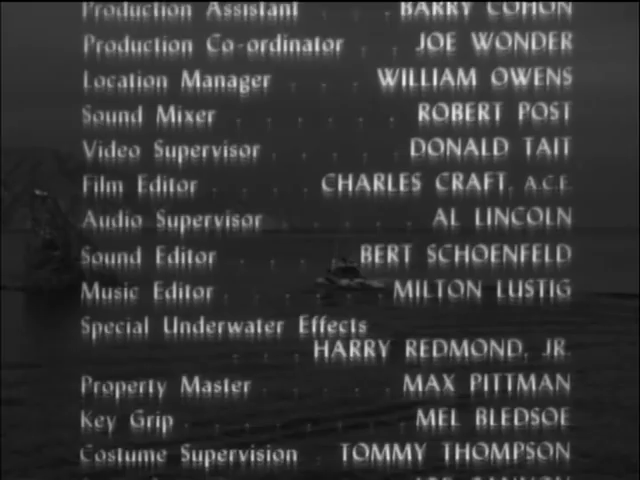 Production Assistant BARRY COHON
Production Co-ordinator . . JOE WONDER
Location Manager . . . WILLIAM OWENS
Sound Mixer . . . . . ROBERT POST
Video Supervisor . . . . DONALD TAIT
Film Editor . . . . CHARLES CRAFT, A.C.E.
Audio Supervisor . . . . AL LINCOLN
Sound Editor . . . . BERT SCHOENFELD
Music Editor . . . . . MILTON LUSTIG
Special Underwater Effects
. . . HARRY REDMOND, JR.
Property Master . . . . MAX PITTMAN
Key Grip . . . . . . MEL BLEDSOE
Costume Supervision . TOMMY THOMPSON